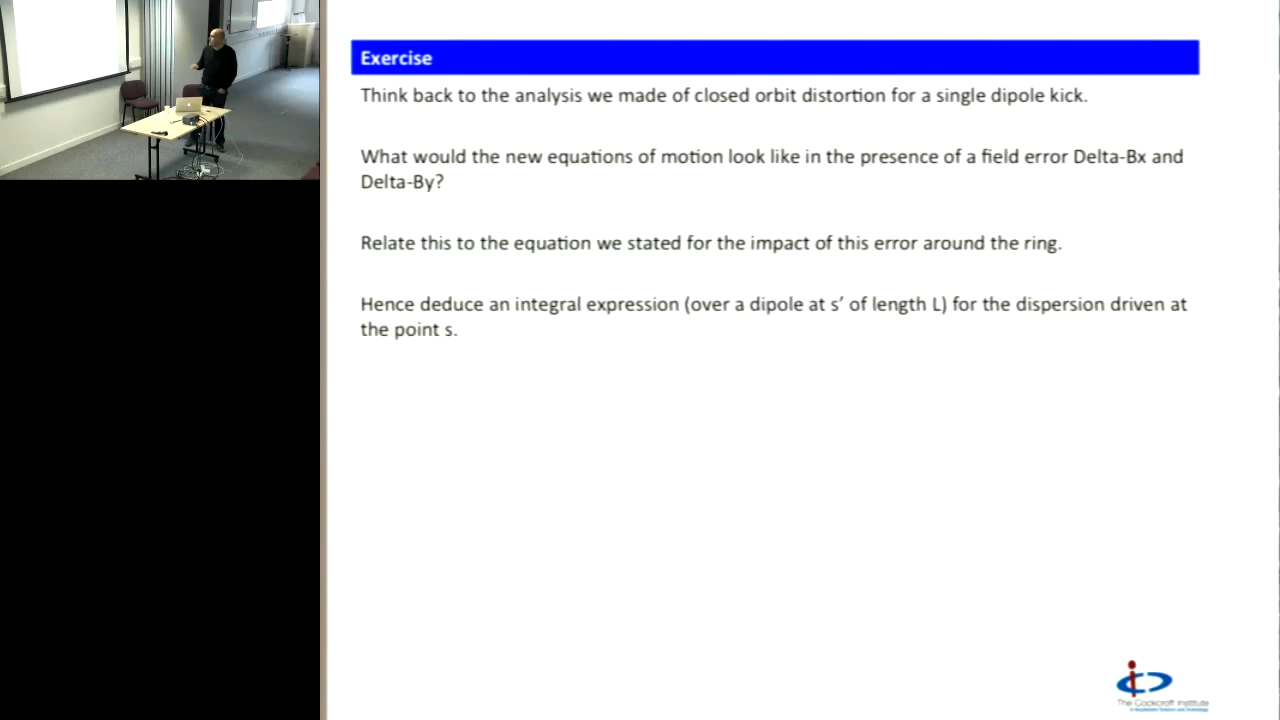 Exercise
Think back to the analysis we made of closed orbit distortion for a single dipole kick.
What would the new equations of motion look like in the presence of a field error Delta-Bx and
Delta-By?
Relate this to the equation we stated for the impact of this error around the ring.
Hence deduce an integral expression (over a dipole at s’ of length L) for the dispersion driven at
the point s.
The Cockcroft Institute